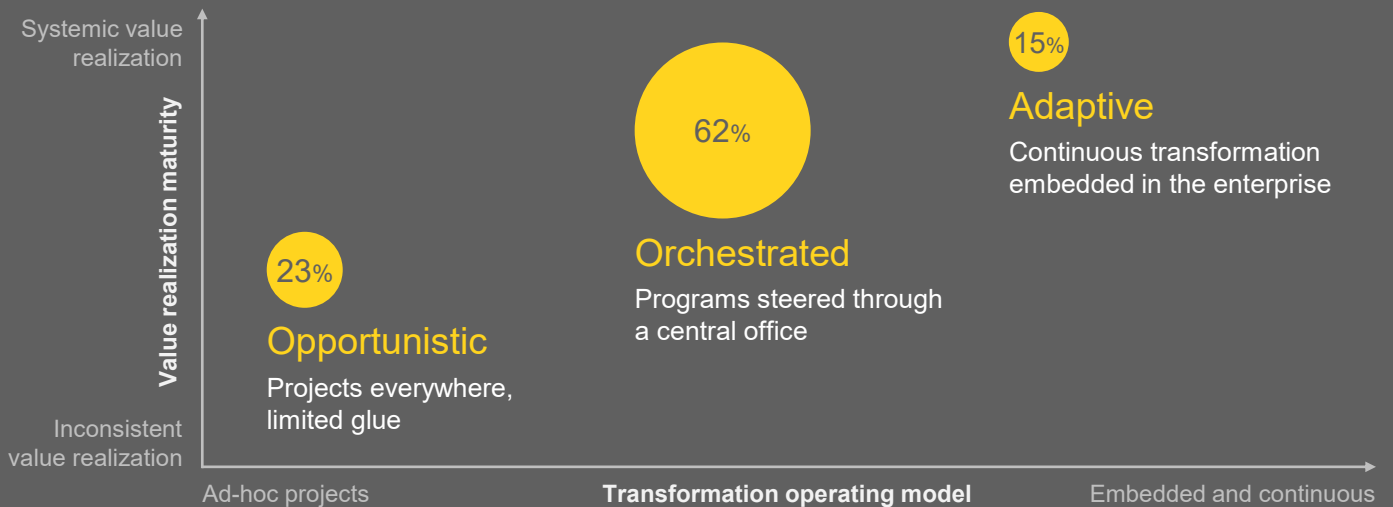 Systemic value
realization
Value realization maturity
Inconsistent
value realization
15%
Adaptive
Continuous transformation
embedded in the enterprise
62%
Orchestrated
Programs steered through
a central office
23%
Opportunistic
Projects everywhere,
limited glue
Ad-hoc projects
Transformation operating model
Embedded and continuous